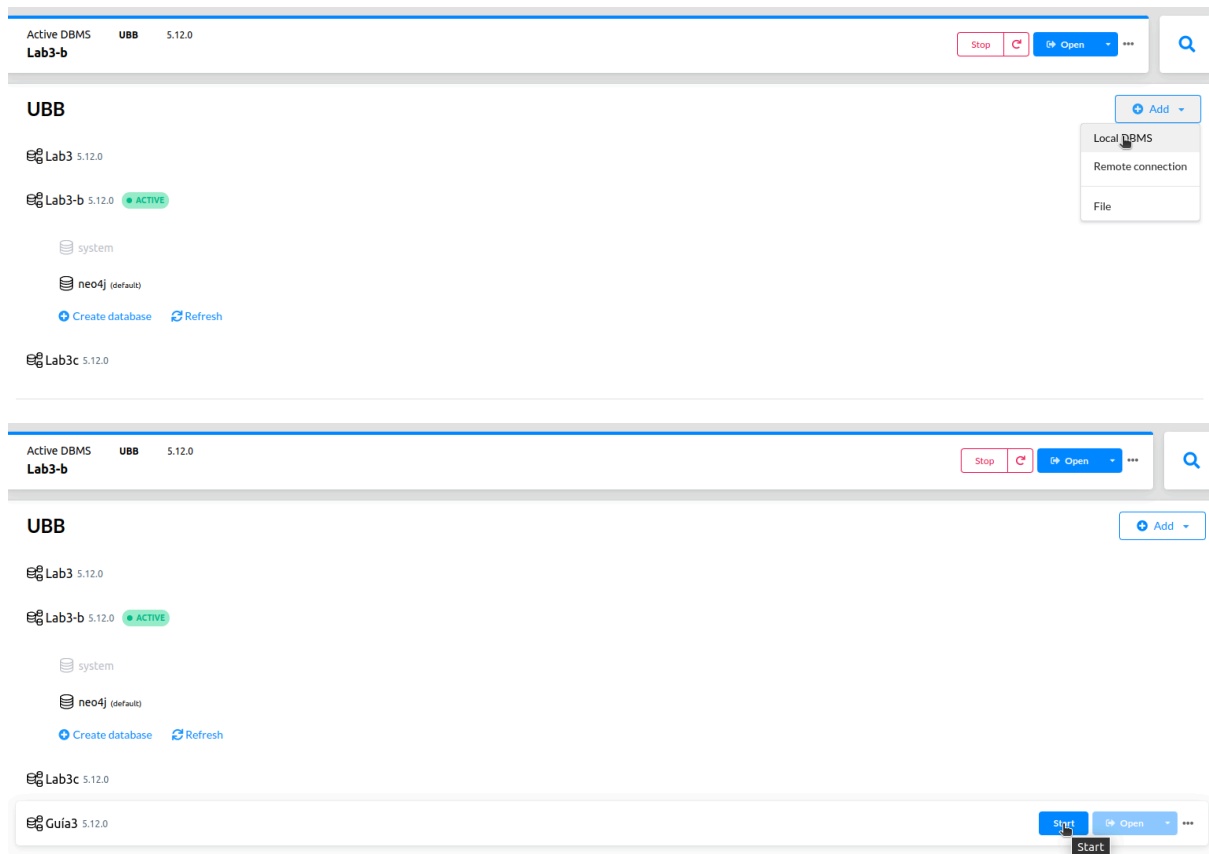 Active DBMS UBB 5.12.0
Lab3-b
Stop Open
UBB
Add
Local DBMS
Remote connection
File
Lab3 5.12.0
Lab3-b 5.12.0 ACTIVE
system
neo4j (default)
Create database Refresh
Lab3c 5.12.0
Active DBMS UBB 5.12.0
Lab3-b
Stop Open
UBB
Add
Lab3 5.12.0
Lab3-b 5.12.0 ACTIVE
system
neo4j (default)
Create database Refresh
Lab3c 5.12.0
Guía3 5.12.0
Start Open
Start